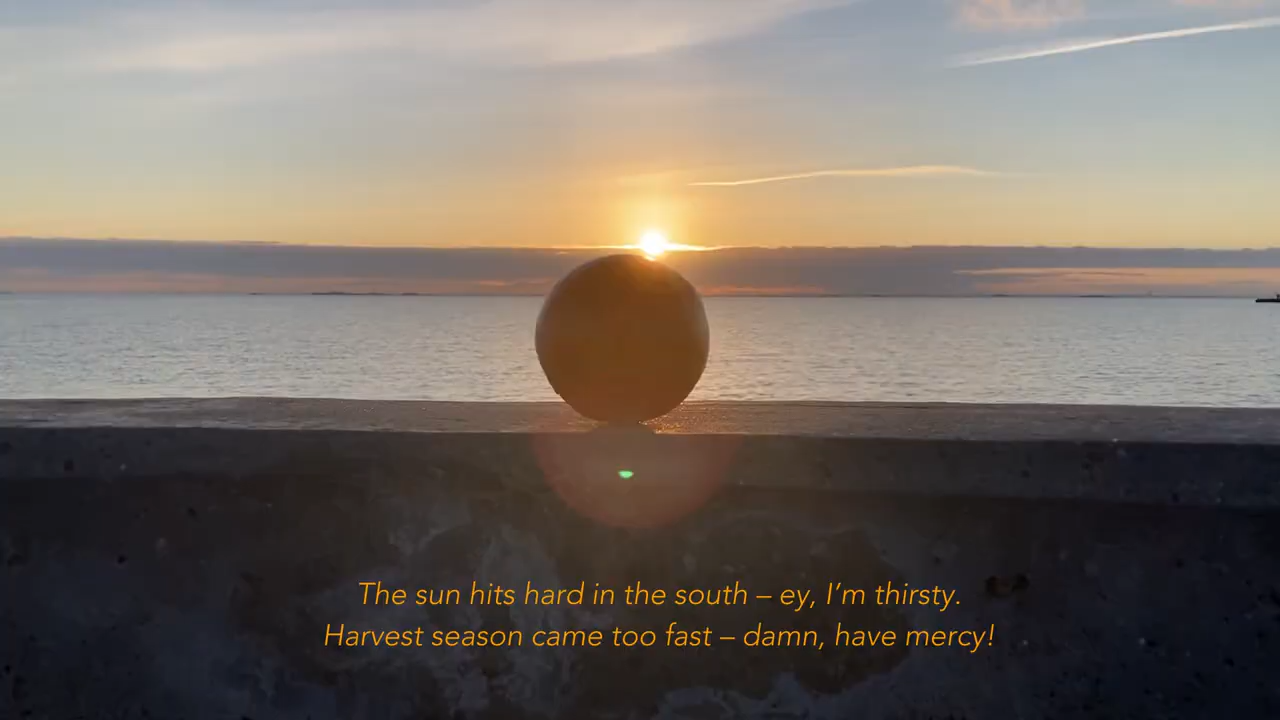 The sun hits hard in the south – ey, I’m thirsty.
Harvest season came too fast – damn, have mercy!